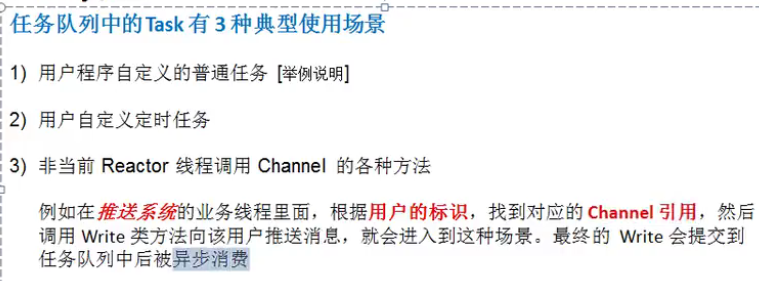 任务队列中的Task 有 3 种典型使用场景
1) 用户程序自定义的普通任务 [举例说明]
2) 用户自定义定时任务
3) 非当前 Reactor 线程调用 Channel 的各种方法
例如在推送系统的业务线程里面，根据用户的标识，找到对应的 Channel 引用，然后
调用 Write 类方法向该用户推送消息，就会进入到这种场景。最终的 Write 会提交到
任务队列中后被异步消费